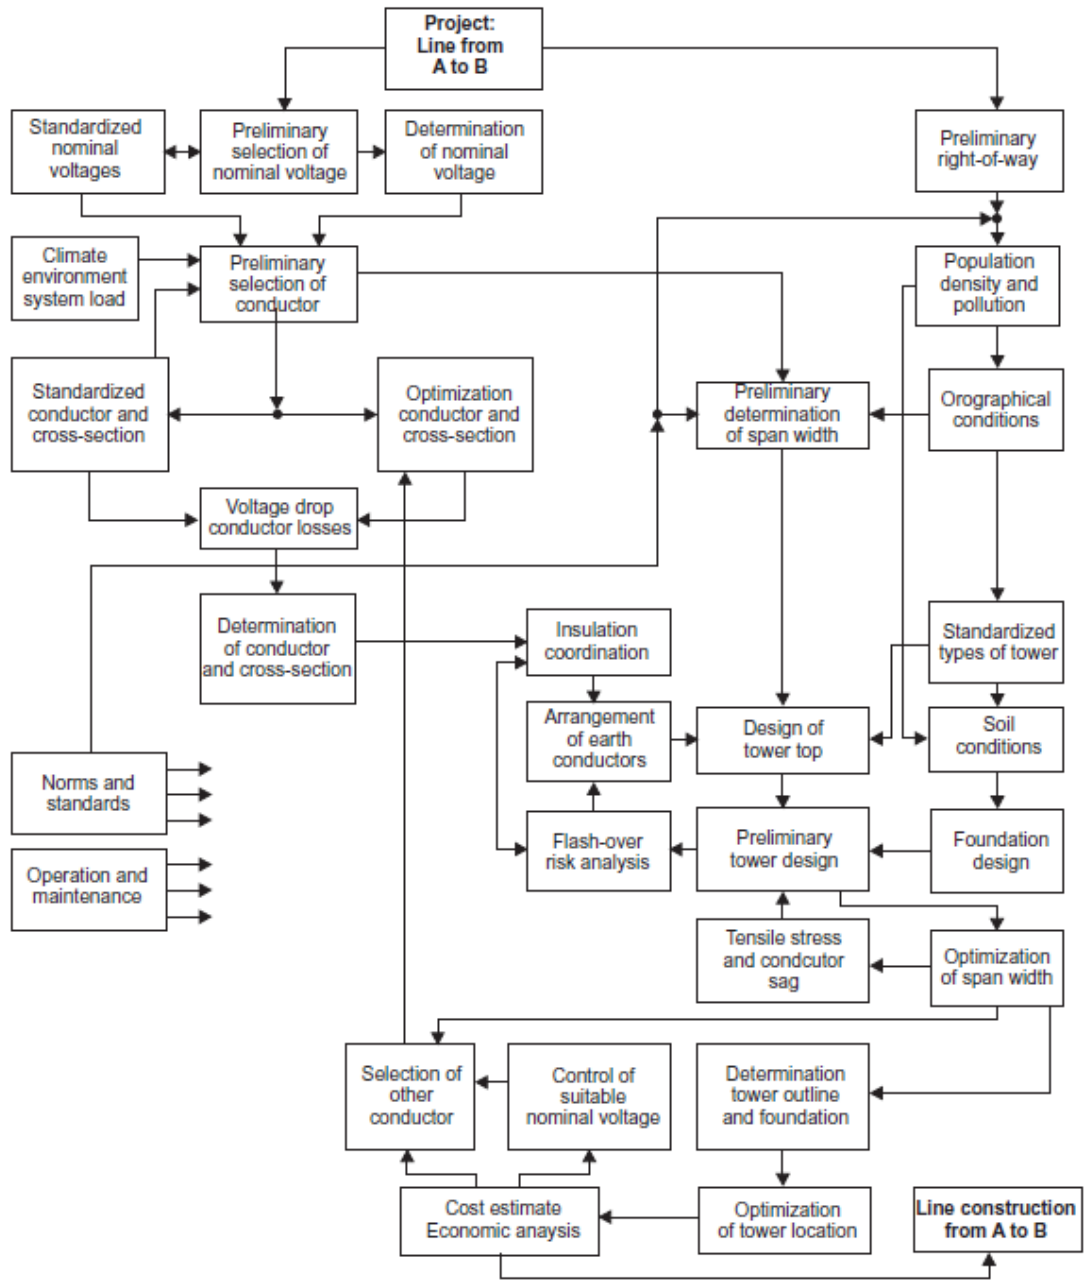 Project:
Line from
A to B
Standardized
nominal
voltages
Preliminary
selection of
nominal voltage
Determination
of nominal
voltage
Preliminary
right-of-way
Climate
environment
system load
Preliminary
selection of
conductor
Population
density and
pollution
Standardized
conductor and
cross-section
Optimization
conductor and
cross-section
Preliminary
determination
of span width
Orographical
conditions
Voltage drop
conductor losses
Determination
of conductor
and cross-section
Insulation
coordination
Standardized
types of tower
Arrangement
of earth
conductors
Design of
tower top
Soil
conditions
Norms and
standards
Flash-over
risk analysis
Preliminary
tower design
Foundation
design
Operation and
maintenance
Tensile stress
and condcutor
sag
Optimization
of span width
Selection of
other
conductor
Control of
suitable
nominal voltage
Determination
tower outline
and foundation
Cost estimate
Economic anaysis
Optimization
of tower location
Line construction
from A to B